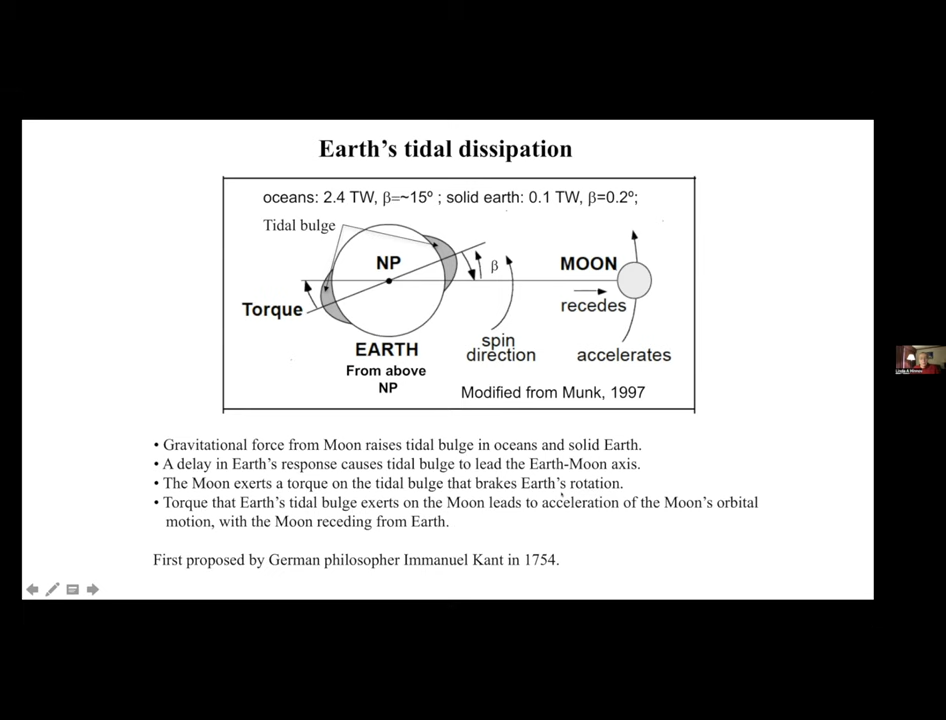 Earth's tidal dissipation
oceans: 2.4 TW, β=~15º ; solid earth: 0.1 TW, β=0.2º;
Tidal bulge
NP
β
MOON
recedes
Torque
EARTH
From above
NP
spin
direction
accelerates
Modified from Munk, 1997
• Gravitational force from Moon raises tidal bulge in oceans and solid Earth.
• A delay in Earth's response causes tidal bulge to lead the Earth-Moon axis.
• The Moon exerts a torque on the tidal bulge that brakes Earth's rotation.
• Torque that Earth's tidal bulge exerts on the Moon leads to acceleration of the Moon's orbital
motion, with the Moon receding from Earth.
First proposed by German philosopher Immanuel Kant in 1754.